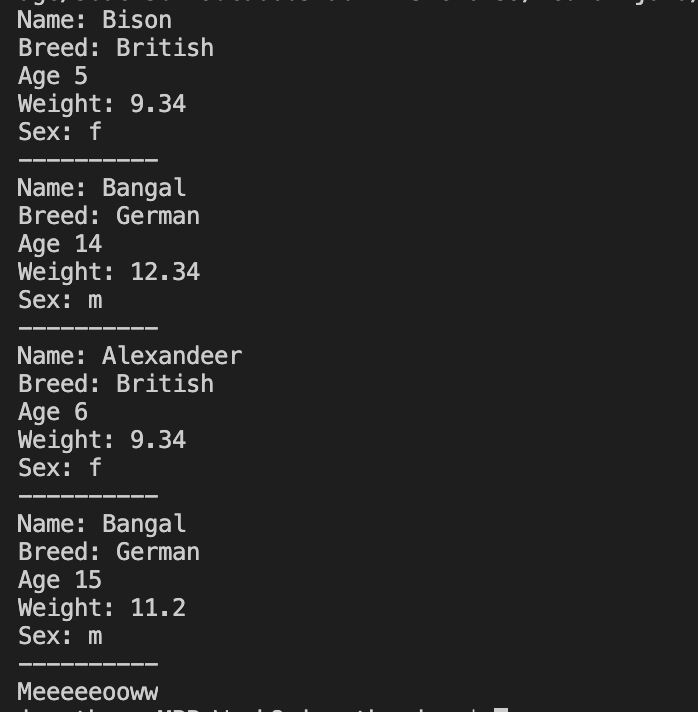 Name: Bison
Breed: British
Age 5
Weight: 9.34
Sex: f
----------
Name: Bangal
Breed: German
Age 14
Weight: 12.34
Sex: m
----------
Name: Alexandeer
Breed: British
Age 6
Weight: 9.34
Sex: f
----------
Name: Bangal
Breed: German
Age 15
Weight: 11.2
Sex: m
----------
Meeeeeooww